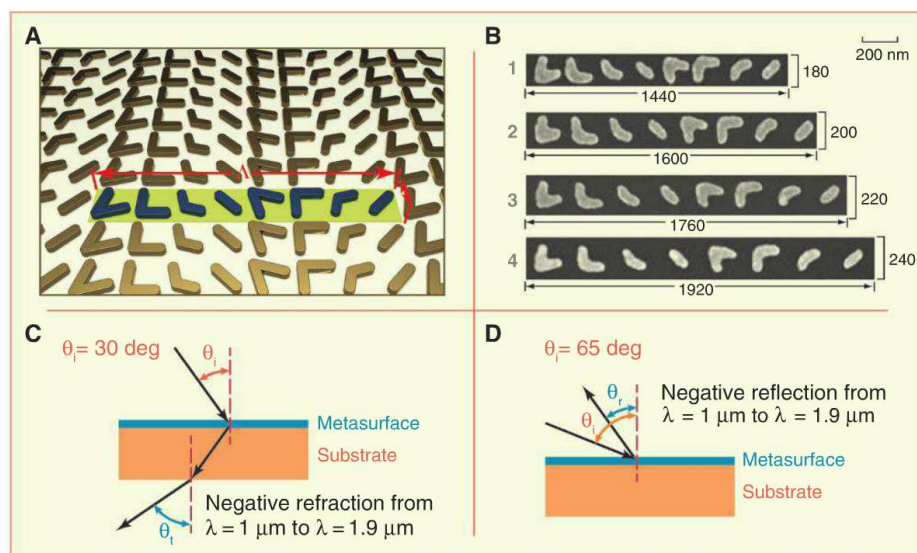 A
Λ
B
200 nm
1
180
1440
2
200
1600
3
220
1760
4
240
1920
C
θi = 30 deg
θi
Metasurface
Substrate
Negative refraction from
λ = 1 μm to λ = 1.9 μm
θt
D
θi = 65 deg
θr
θi
Negative reflection from
λ = 1 μm to λ = 1.9 μm
Metasurface
Substrate